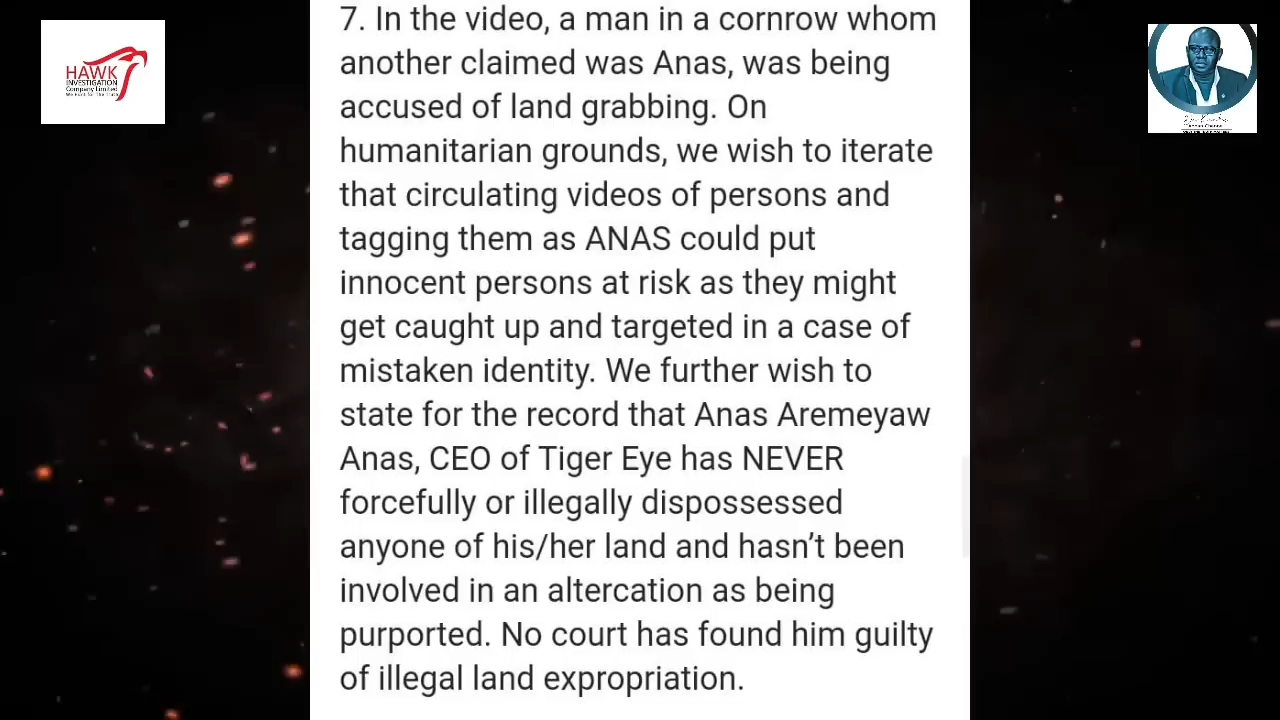 7. In the video, a man in a cornrow whom
another claimed was Anas, was being
accused of land grabbing. On
humanitarian grounds, we wish to iterate
that circulating videos of persons and
tagging them as ANAS could put
innocent persons at risk as they might
get caught up and targeted in a case of
mistaken identity. We further wish to
state for the record that Anas Aremeyaw
Anas, CEO of Tiger Eye has NEVER
forcefully or illegally dispossessed
anyone of his/her land and hasn’t been
involved in an altercation as being
purported. No court has found him guilty
of illegal land expropriation.
HAWK
INVESTIGATION
Company Limited